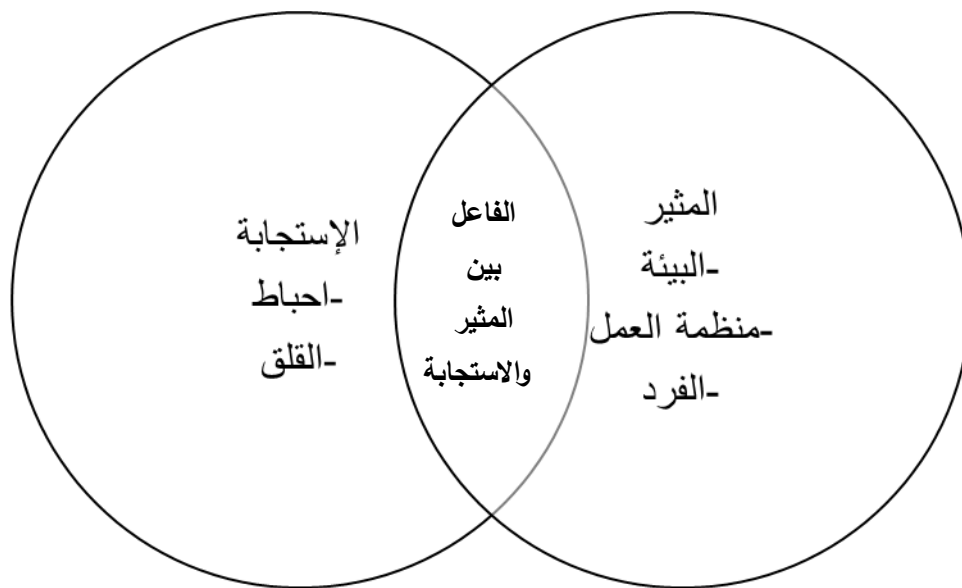 المثير
-البيئة
-منظمة العمل
-الفرد
الفاعل
بين
المثير
والاستجابة
الإستجابة
-احباط
-القلق